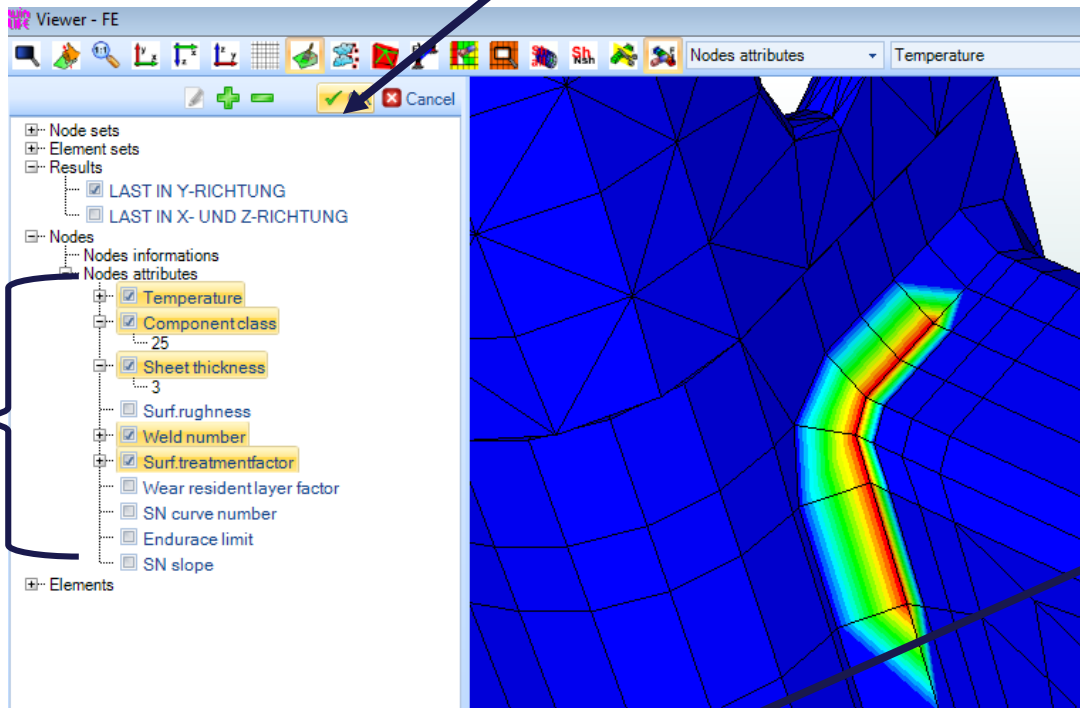 Viewer - FE
Nodes attributes Temperature
Cancel
Node sets
Element sets
Results
LAST IN Y-RICHTUNG
LAST IN X- UND Z-RICHTUNG
Nodes
Nodes informations
Nodes attributes
Temperature
Component class
25
Sheet thickness
3
Surf.rughness
Weld number
Surf.treatmentfactor
Wear resident layer factor
SN curve number
Endurace limit
SN slope
Elements